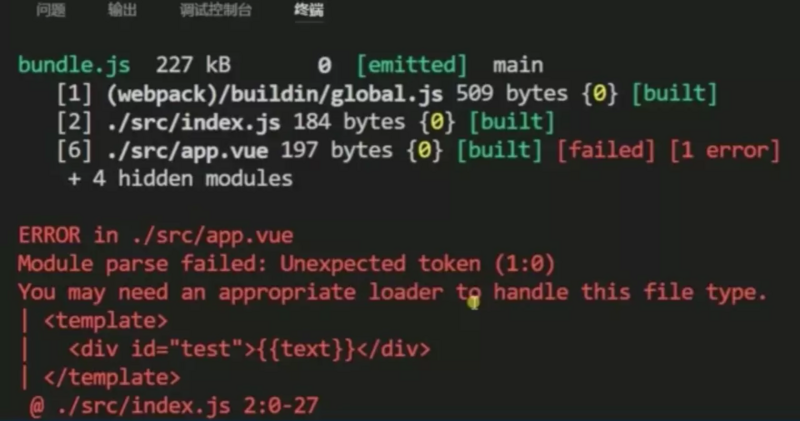 问题 输出 调试控制台 终端
bundle.js 227 kB 0 [emitted] main
[1] (webpack)/buildin/global.js 509 bytes {0} [built]
[2] ./src/index.js 184 bytes {0} [built]
[6] ./src/app.vue 197 bytes {0} [built] [failed] [1 error]
+ 4 hidden modules
ERROR in ./src/app.vue
Module parse failed: Unexpected token (1:0)
You may need an appropriate loader to handle this file type.
| <template>
|   <div id="test">{{text}}</div>
| </template>
@ ./src/index.js 2:0-27